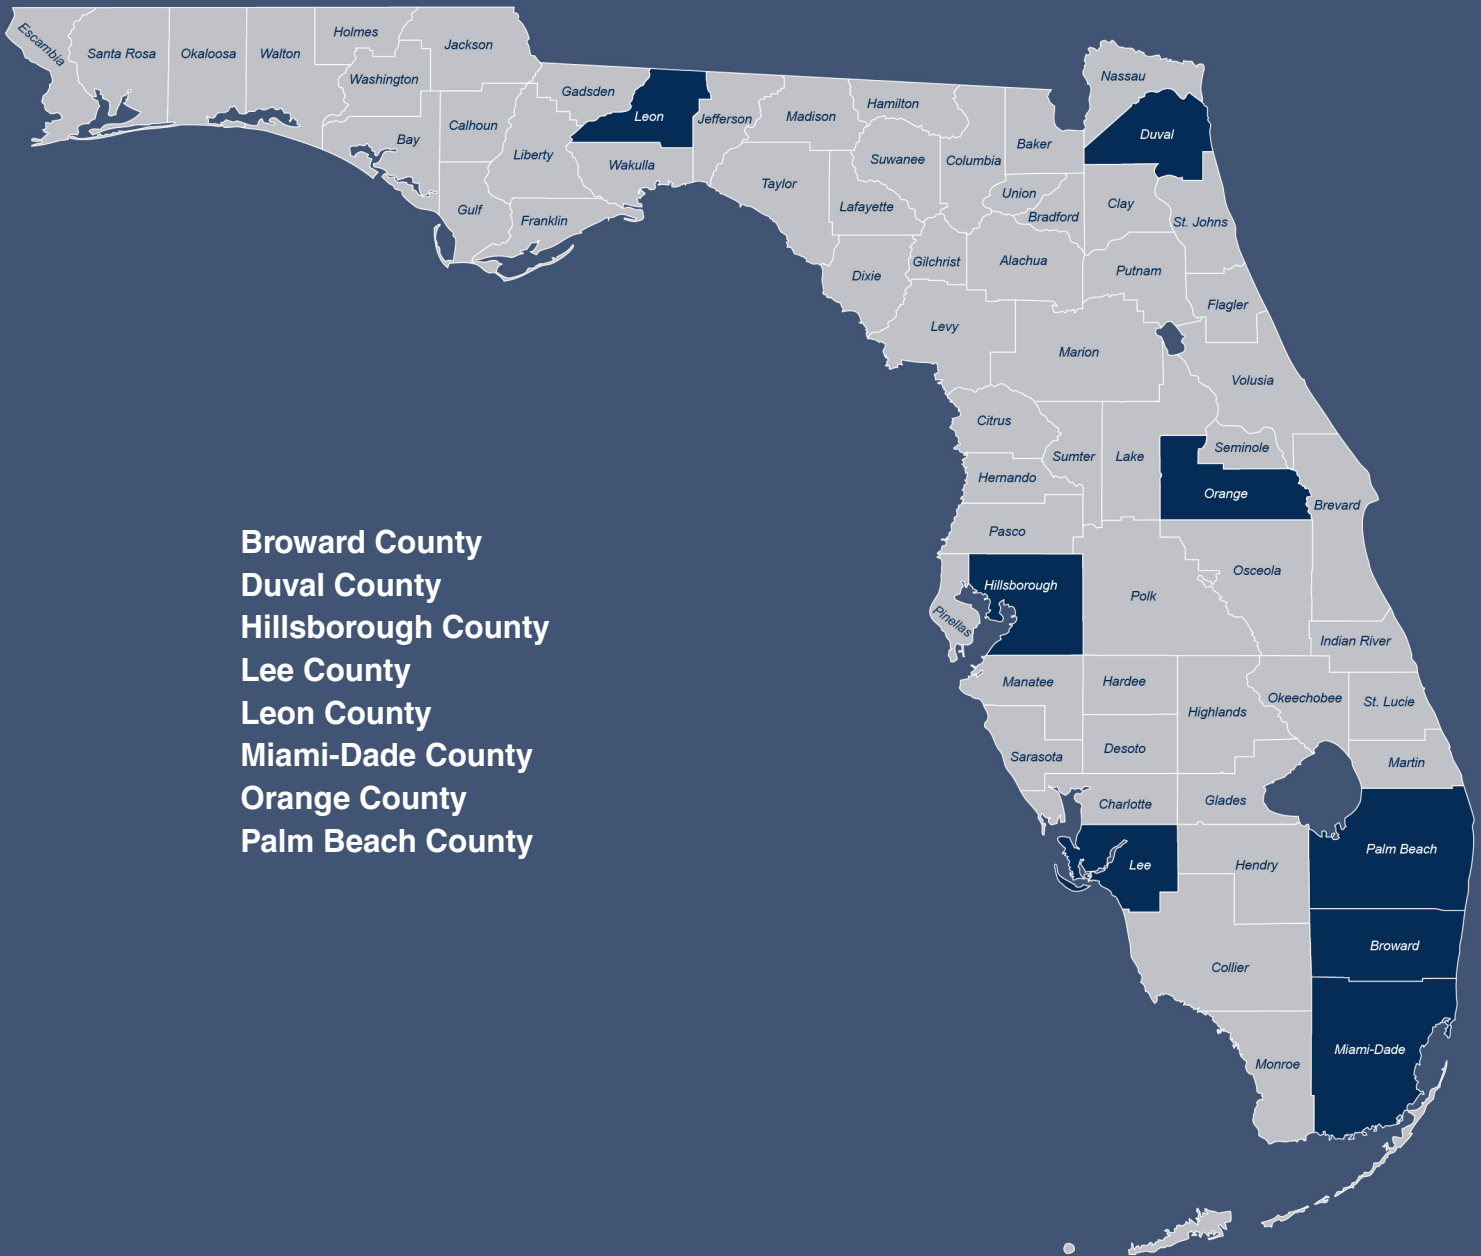 Escambia
Santa Rosa
Okaloosa
Walton
Holmes
Jackson
Washington
Gadsden
Leon
Jefferson
Madison
Hamilton
Nassau
Bay
Calhoun
Liberty
Wakulla
Taylor
Suwanee
Columbia
Baker
Duval
Gulf
Franklin
Lafayette
Union
Bradford
Clay
St. Johns
Dixie
Gilchrist
Alachua
Putnam
Flagler
Levy
Marion
Volusia
Citrus
Sumter
Lake
Seminole
Hernando
Orange
Brevard
Pasco
Hillsborough
Pinellas
Polk
Osceola
Indian River
Manatee
Hardee
Highlands
Okeechobee
St. Lucie
Sarasota
Desoto
Martin
Charlotte
Glades
Lee
Hendry
Palm Beach
Collier
Broward
Monroe
Miami-Dade
Broward County
Duval County
Hillsborough County
Lee County
Leon County
Miami-Dade County
Orange County
Palm Beach County